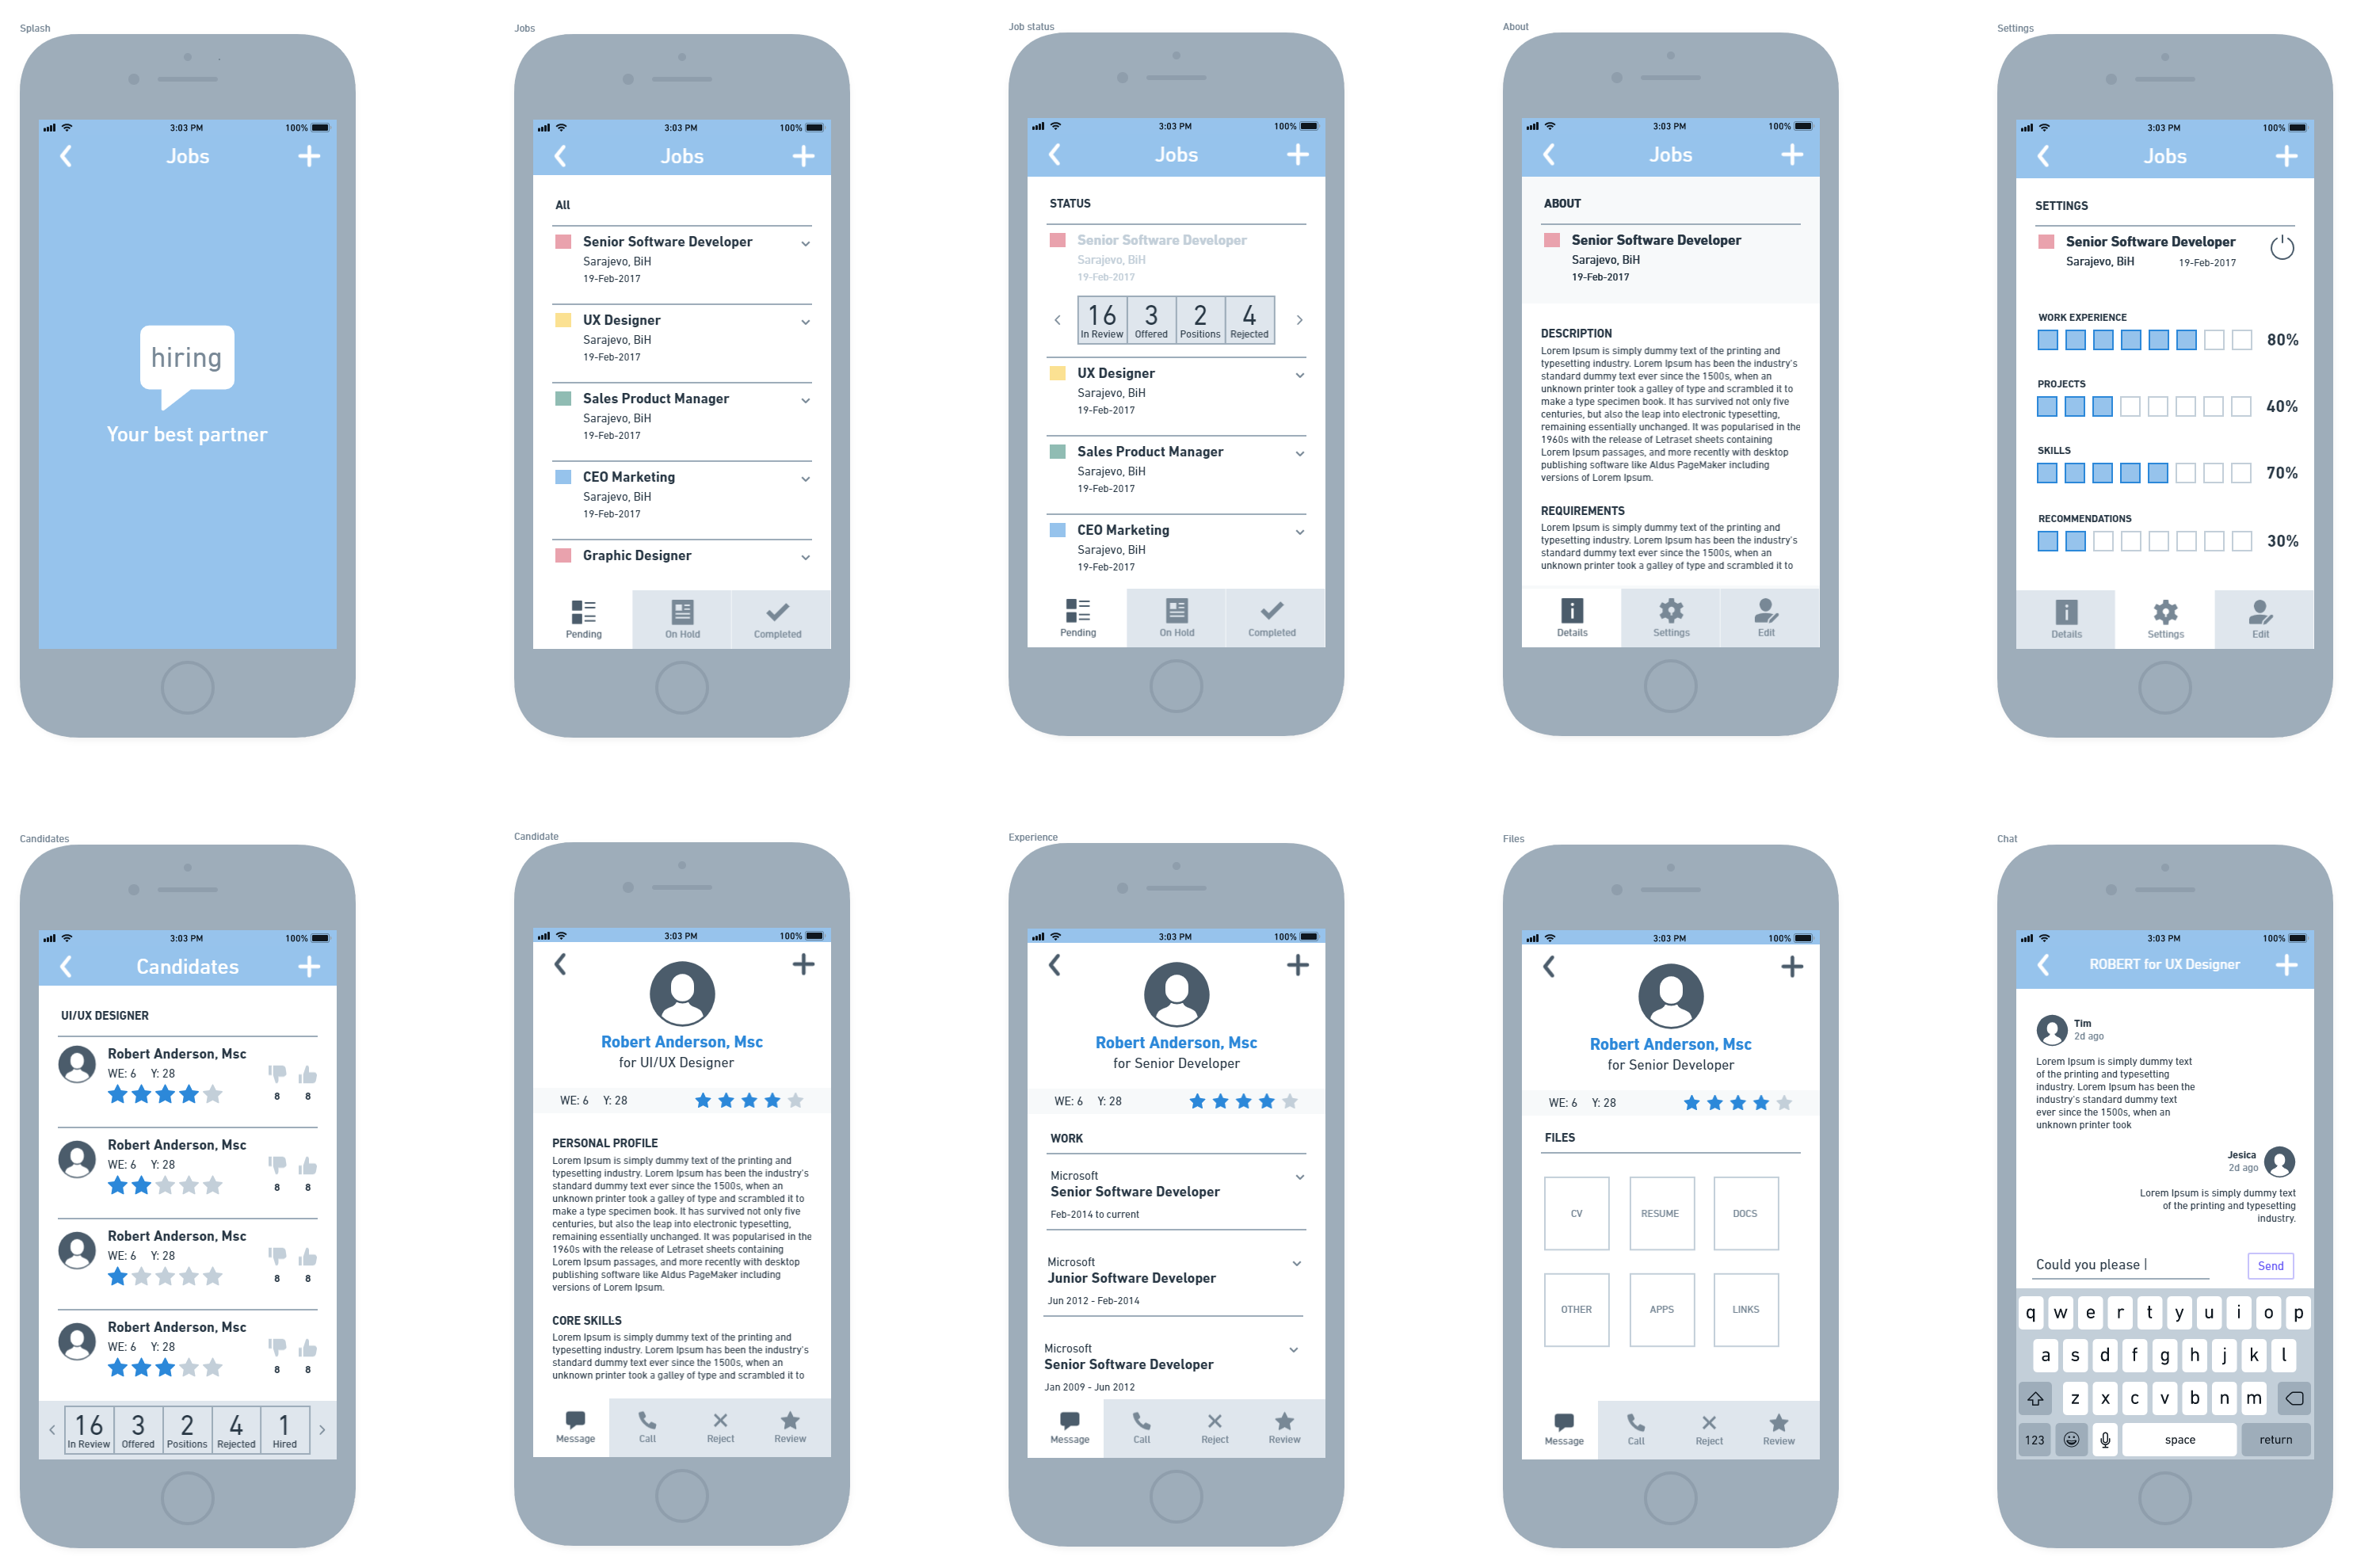 Splash
3:03 PM 100%
Jobs
hiring
Your best partner
Jobs
3:03 PM 100%
Jobs
All
Senior Software Developer
Sarajevo, BiH
19-Feb-2017
UX Designer
Sarajevo, BiH
19-Feb-2017
Sales Product Manager
Sarajevo, BiH
19-Feb-2017
CEO Marketing
Sarajevo, BiH
19-Feb-2017
Graphic Designer
Pending On Hold Completed
Job status
3:03 PM 100%
Jobs
STATUS
Senior Software Developer
Sarajevo, BiH
19-Feb-2017
16 3 2 4
In Review Offered Positions Rejected
UX Designer
Sarajevo, BiH
19-Feb-2017
Sales Product Manager
Sarajevo, BiH
19-Feb-2017
CEO Marketing
Sarajevo, BiH
19-Feb-2017
Pending On Hold Completed
About
3:03 PM 100%
Jobs
ABOUT
Senior Software Developer
Sarajevo, BiH
19-Feb-2017
DESCRIPTION
Lorem Ipsum is simply dummy text of the printing and
typesetting industry. Lorem Ipsum has been the industry's
standard dummy text ever since the 1500s, when an
unknown printer took a galley of type and scrambled it to
make a type specimen book. It has survived not only five
centuries, but also the leap into electronic typesetting,
remaining essentially unchanged. It was popularised in the
1960s with the release of Letraset sheets containing
Lorem Ipsum passages, and more recently with desktop
publishing software like Aldus PageMaker including
versions of Lorem Ipsum.
REQUIREMENTS
Lorem Ipsum is simply dummy text of the printing and
typesetting industry. Lorem Ipsum has been the industry's
standard dummy text ever since the 1500s, when an
unknown printer took a galley of type and scrambled it to
Details Settings Edit
Settings
3:03 PM 100%
Jobs
SETTINGS
Senior Software Developer
Sarajevo, BiH 19-Feb-2017
WORK EXPERIENCE
80%
PROJECTS
40%
SKILLS
70%
RECOMMENDATIONS
30%
Details Settings Edit
Candidates
3:03 PM 100%
Candidates
UI/UX DESIGNER
Robert Anderson, Msc
WE: 6 Y: 28
8 8
Robert Anderson, Msc
WE: 6 Y: 28
8 8
Robert Anderson, Msc
WE: 6 Y: 28
8 8
Robert Anderson, Msc
WE: 6 Y: 28
8 8
16 3 2 4 1
In Review Offered Positions Rejected Hired
Candidate
3:03 PM 100%
Robert Anderson, Msc
for UI/UX Designer
WE: 6 Y: 28
PERSONAL PROFILE
Lorem Ipsum is simply dummy text of the printing and
typesetting industry. Lorem Ipsum has been the industry's
standard dummy text ever since the 1500s, when an
unknown printer took a galley of type and scrambled it to
make a type specimen book. It has survived not only five
centuries, but also the leap into electronic typesetting,
remaining essentially unchanged. It was popularised in the
1960s with the release of Letraset sheets containing
Lorem Ipsum passages, and more recently with desktop
publishing software like Aldus PageMaker including
versions of Lorem Ipsum.
CORE SKILLS
Lorem Ipsum is simply dummy text of the printing and
typesetting industry. Lorem Ipsum has been the industry's
standard dummy text ever since the 1500s, when an
unknown printer took a galley of type and scrambled it to
Message Call Reject Review
Experience
3:03 PM 100%
Robert Anderson, Msc
for Senior Developer
WE: 6 Y: 28
WORK
Microsoft
Senior Software Developer
Feb-2014 to current
Microsoft
Junior Software Developer
Jun 2012 - Feb-2014
Microsoft
Senior Software Developer
Jan 2009 - Jun 2012
Message Call Reject Review
Files
3:03 PM 100%
Robert Anderson, Msc
for Senior Developer
WE: 6 Y: 28
FILES
CV RESUME DOCS
OTHER APPS LINKS
Message Call Reject Review
Chat
3:03 PM 100%
ROBERT for UX Designer
Tim
2d ago
Lorem Ipsum is simply dummy text
of the printing and typesetting
industry. Lorem Ipsum has been the
industry's standard dummy text
ever since the 1500s, when an
unknown printer took
Jesica
2d ago
Lorem Ipsum is simply dummy text
of the printing and typesetting
industry.
Could you please |
Send
q w e r t y u i o p
a s d f g h j k l
z x c v b n m
123 space return